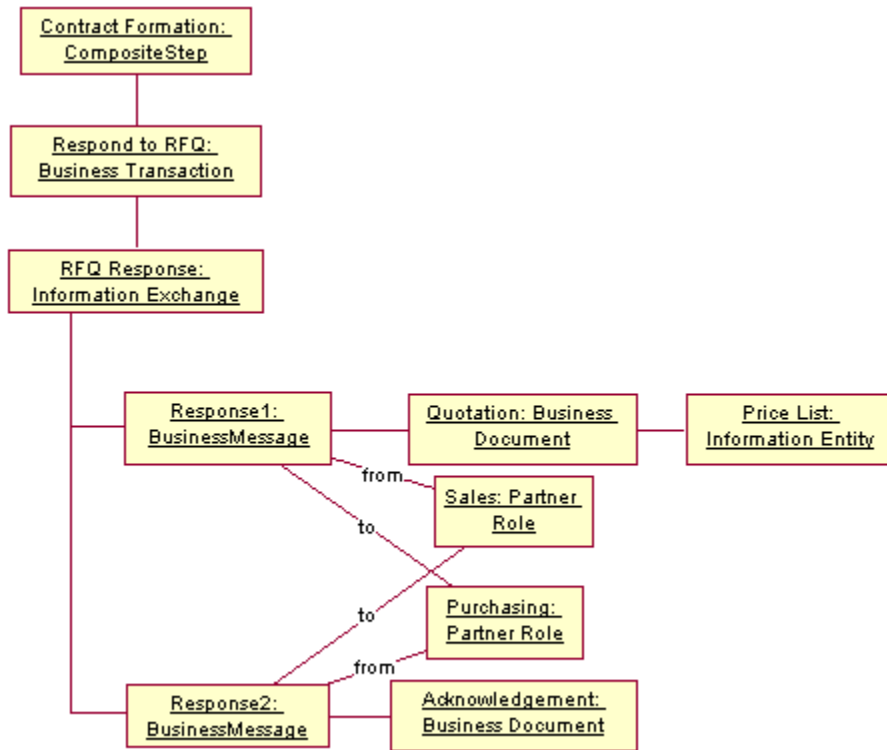 Contract Formation:
CompositeStep
Respond to RFQ:
Business Transaction
RFQ Response:
Information Exchange
Response1:
BusinessMessage
Quotation: Business
Document
Price List:
Information Entity
from
Sales: Partner
Role
to
to
Purchasing:
Partner Role
from
Response2:
BusinessMessage
Acknowledgement:
Business Document